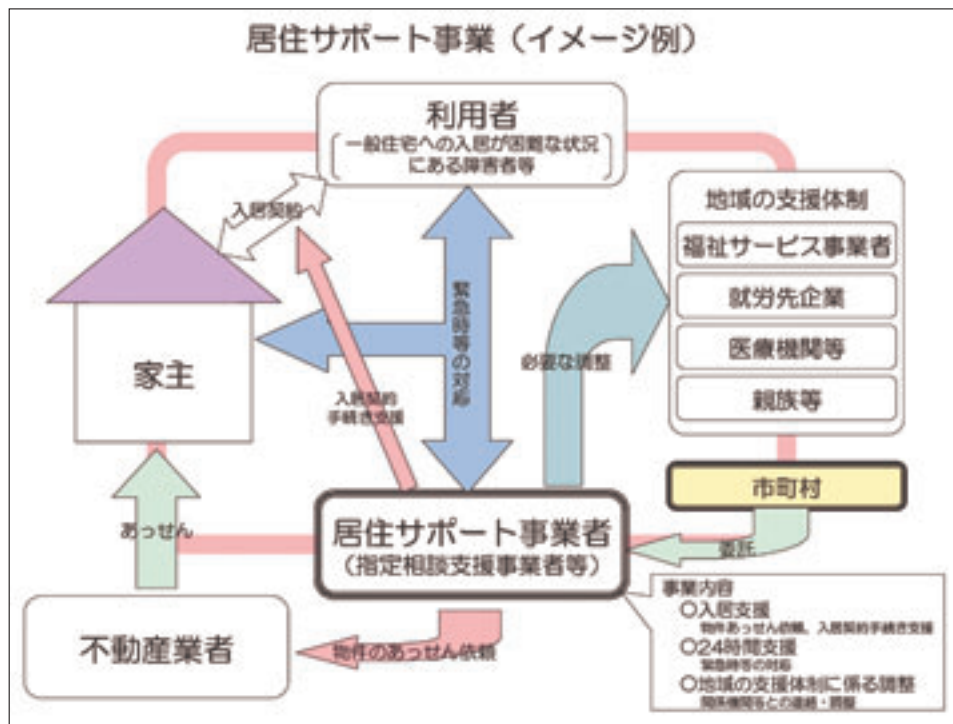 居住サポート事業（イメージ例）
利用者
一般住宅への入居が困難な状況
にある障害者等
入居契約
地域の支援体制
福祉サービス事業者
就労先企業
医療機関等
親族等
緊急時等の対応
必要な調整
家主
入居契約
手続き支援
市町村
あっせん
居住サポート事業者
（指定相談支援事業者等）
委託
不動産業者
物件のあっせん依頼
事業内容
○入居支援
物件あっせん依頼、入居契約手続き支援
○24時間支援
緊急時等の対応
○地域の支援体制に係る調整
関係機関等との連絡・調整